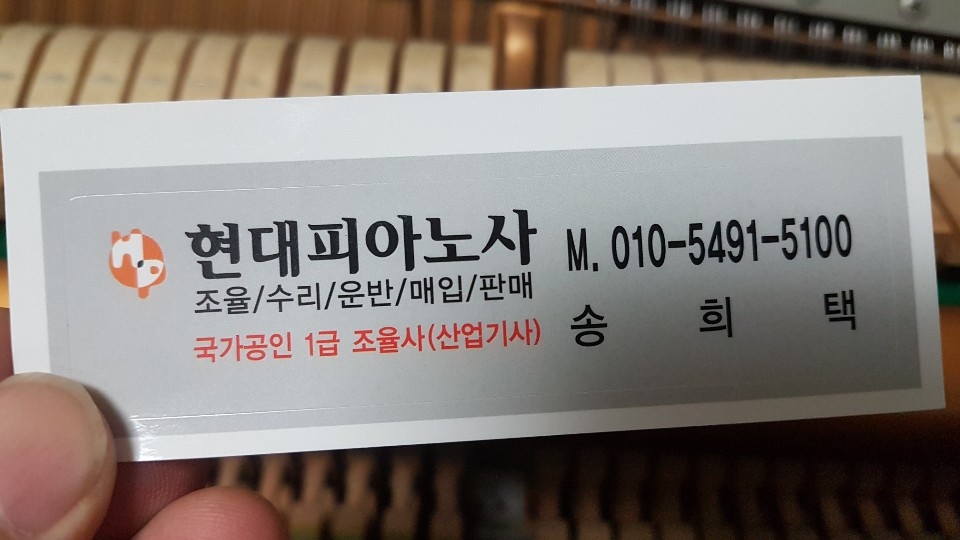 현대피아노사
조율/수리/운반/매입/판매
국가공인 1급 조율사(산업기사)
M. 010-5491-5100
송 희 택